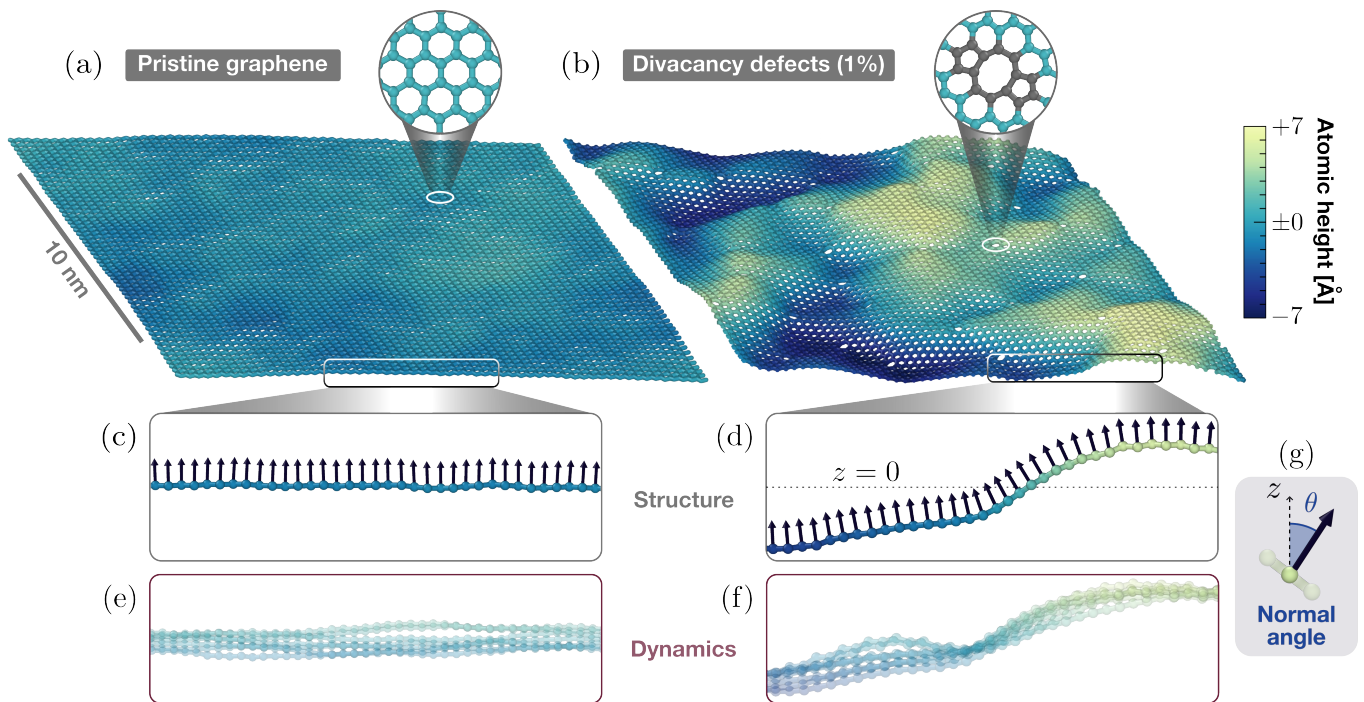 (a) Pristine graphene
(b) Divacancy defects (1%)
10 nm
+7
±0
−7
Atomic height [Å]
(c)
(d)
z = 0
Structure
(e)
(f)
Dynamics
(g)
z
θ
Normal
angle